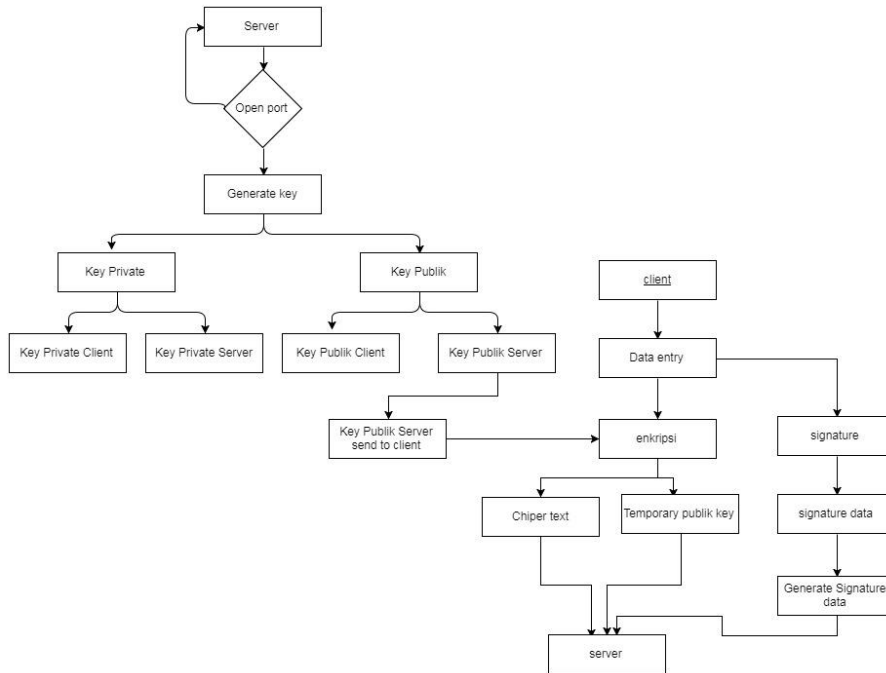 Server
Open port
Generate key
Key Private
Key Publik
client
Key Private Client
Key Private Server
Key Publik Client
Key Publik Server
Data entry
Key Publik Server
send to client
enkripsi
signature
Chiper text
Temporary publik key
signature data
Generate Signature
data
server